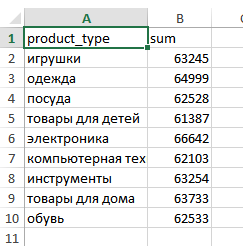 A B
1 product_type sum
2 игрушки 63245
3 одежда 64999
4 посуда 62528
5 товары для детей 61387
6 электроника 66642
7 компьютерная тех 62103
8 инструменты 63254
9 товары для дома 63733
10 обувь 62533
11